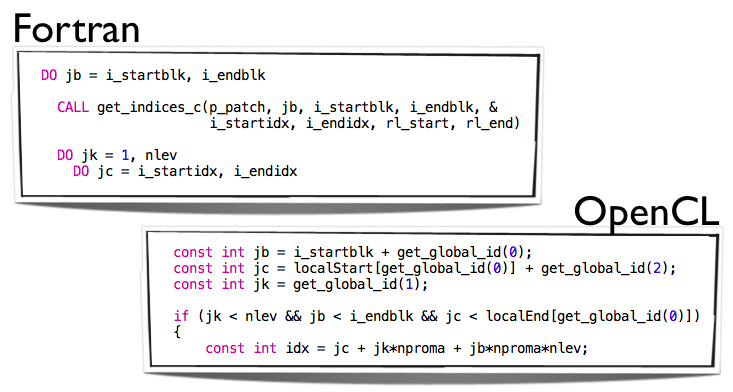 Fortran
DO jb = i_startblk, i_endblk
CALL get_indices_c(p_patch, jb, i_startblk, i_endblk, &
i_startidx, i_endidx, rl_start, rl_end)
DO jk = 1, nlev
DO jc = i_startidx, i_endidx
OpenCL
const int jb = i_startblk + get_global_id(0);
const int jc = localStart[get_global_id(0)] + get_global_id(2);
const int jk = get_global_id(1);
if (jk < nlev && jb < i_endblk && jc < localEnd[get_global_id(0)])
{
const int idx = jc + jk*nproma + jb*nproma*nlev;